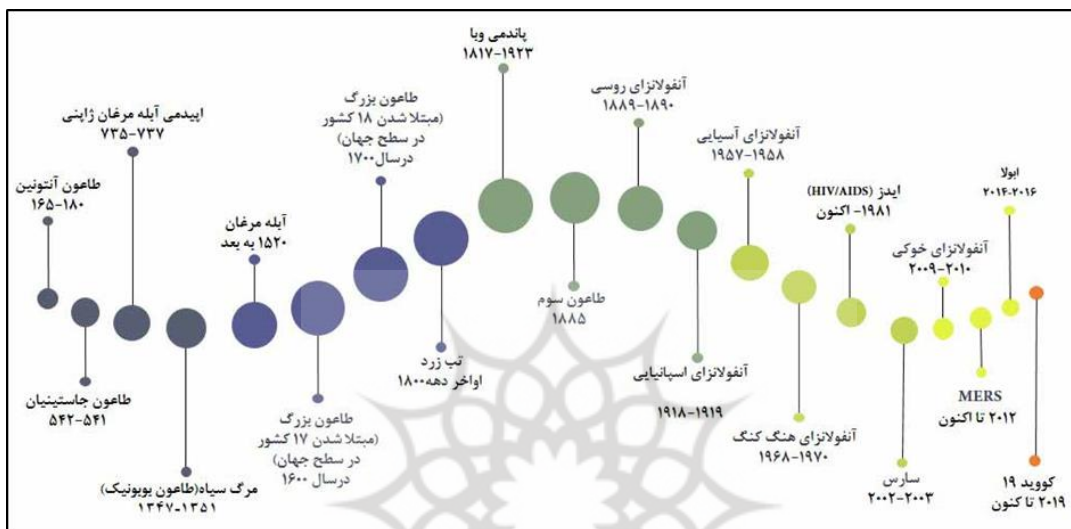 طاعون آنتونین
۱۶۵-۱۸۰
طاعون جاستینیان
۵۴۲-۵۴۱
اپیدمی آبله مرغان ژاپنی
۷۳۵-۷۳۷
مرگ سیاه(طاعون بوبونیک)
۱۳۴۷-۱۳۵۱
آبله مرغان
۱۵۲۰ به بعد
طاعون بزرگ
(مبتلا شدن ۱۷ کشور
در سطح جهان)
درسال ۱۶۰۰
طاعون بزرگ
(مبتلا شدن ۱۸ کشور
در سطح جهان)
درسال ۱۷۰۰
تب زرد
اواخر دهه ۱۸۰۰
پاندمی وبا
۱۸۱۷-۱۹۲۳
طاعون سوم
۱۸۸۵
آنفولانزای روسی
۱۸۸۹-۱۸۹۰
آنفولانزای اسپانیایی
۱۹۱۸-۱۹۱۹
آنفولانزای آسیایی
۱۹۵۷-۱۹۵۸
آنفولانزای هنگ کنگ
۱۹۶۸-۱۹۷۰
ایدز (HIV/AIDS)
۱۹۸۱- اکنون
سارس
۲۰۰۲-۲۰۰۳
آنفولانزای خوکی
۲۰۰۹-۲۰۱۰
MERS
۲۰۱۲ تا اکنون
ابولا
۲۰۱۴-۲۰۱۶
کووید ۱۹
۲۰۱۹ تا کنون